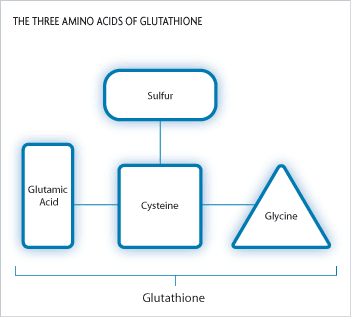 THE THREE AMINO ACIDS OF GLUTATHIONE
Sulfur
Glutamic
Acid
Cysteine
Glycine
Glutathione